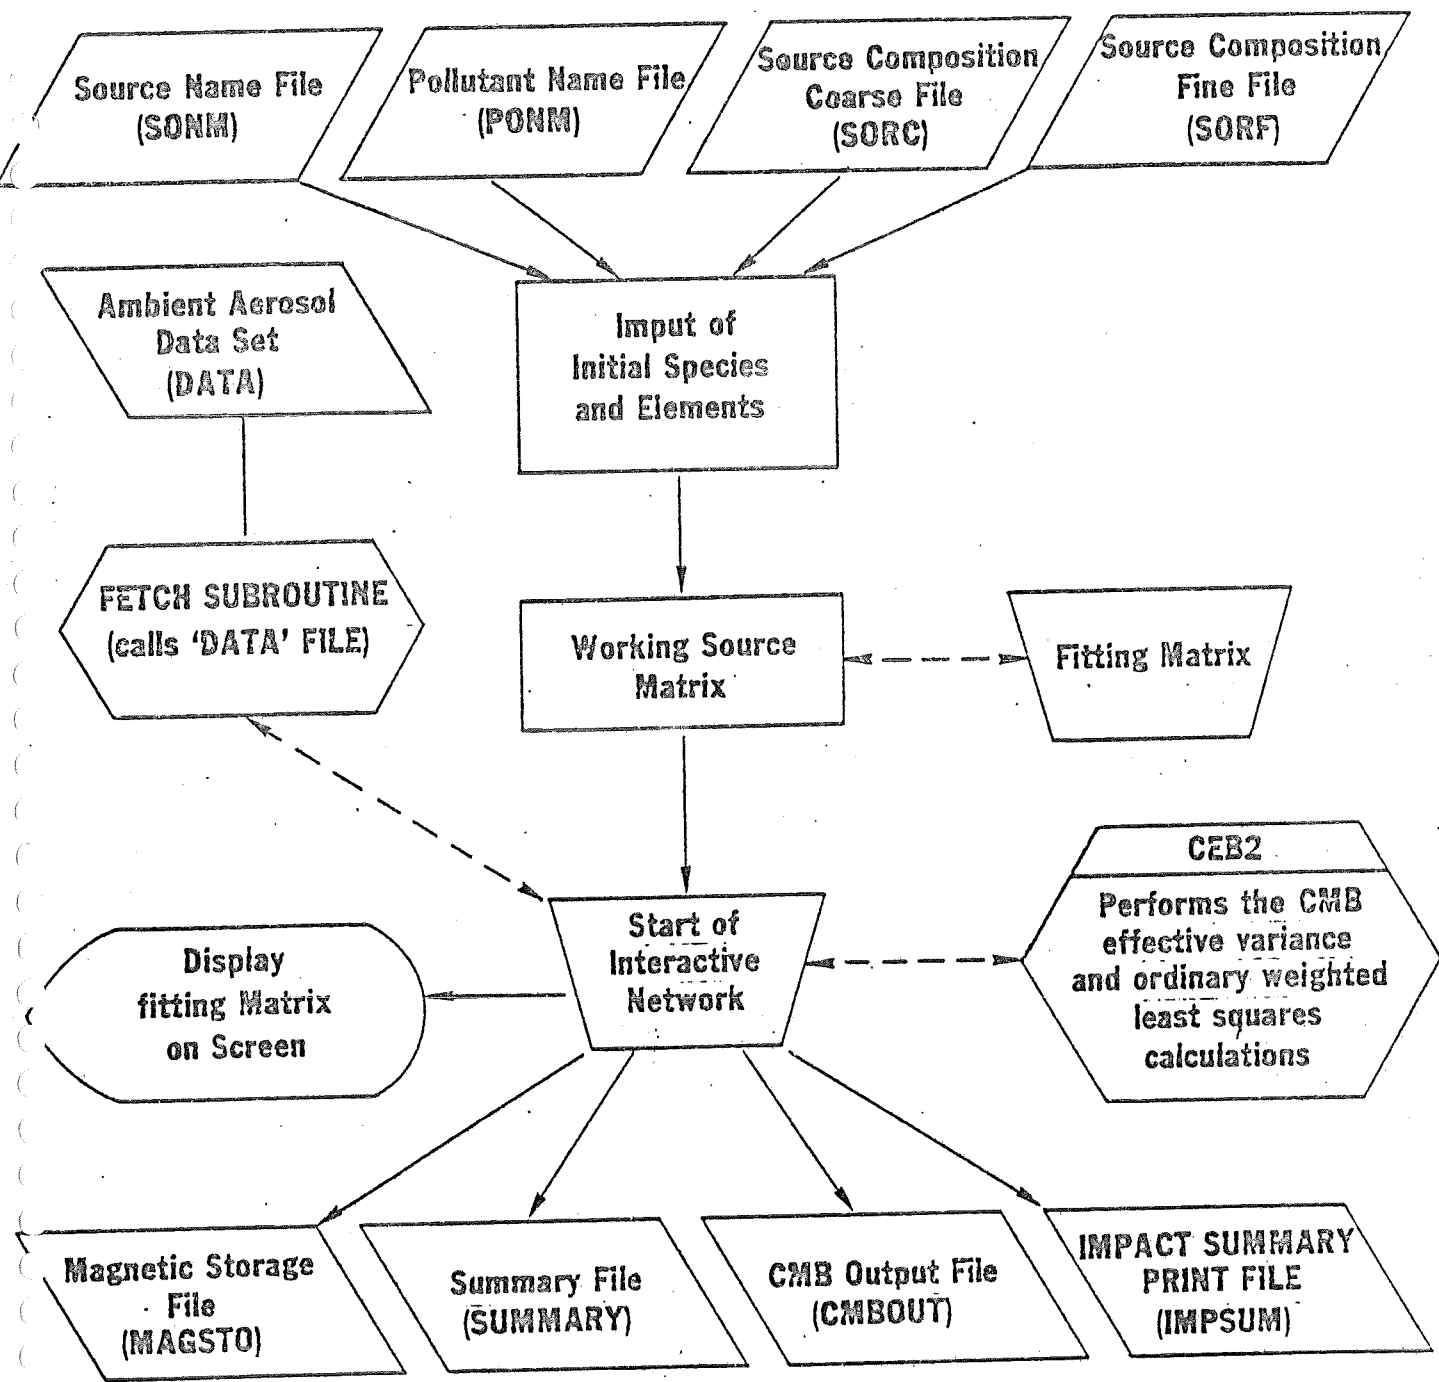 Source Name File
(SONM)
Pollutant Name File
(PONM)
Source Composition
Coarse File
(SORC)
Source Composition
Fine File
(SORF)
Ambient Aerosol
Data Set
(DATA)
Imput of
Initial Species
and Elements
FETCH SUBROUTINE
(calls 'DATA' FILE)
Working Source
Matrix
Fitting Matrix
CEB2
Performs the CMB
effective variance
and ordinary weighted
least squares
calculations
Start of
Interactive
Network
Display
fitting Matrix
on Screen
Magnetic Storage
File
(MAGSTO)
Summary File
(SUMMARY)
CMB Output File
(CMBOUT)
IMPACT SUMMARY
PRINT FILE
(IMPSUM)